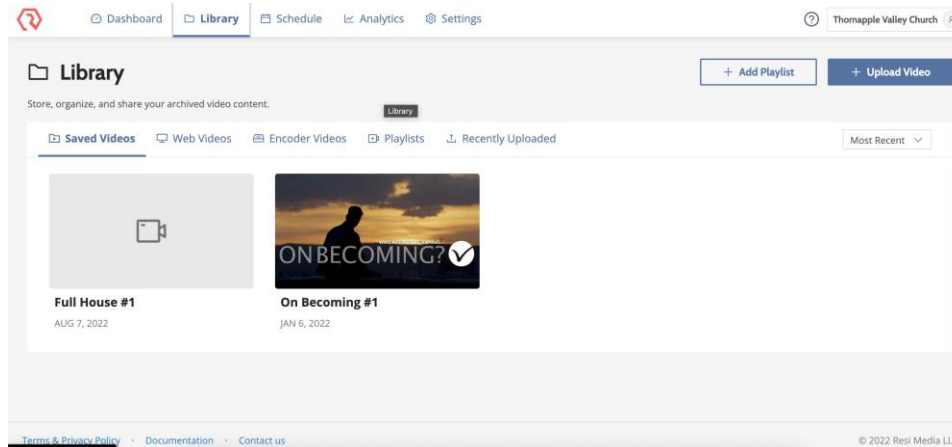 Dashboard Library Schedule Analytics Settings ? Thornapple Valley Church
Library
+ Add Playlist + Upload Video
Store, organize, and share your archived video content.
Library
Saved Videos Web Videos Encoder Videos Playlists Recently Uploaded Most Recent
ON BECOMING?
Full House #1 On Becoming #1
AUG 7, 2022 JAN 6, 2022
Terms & Privacy Policy · Documentation · Contact us © 2022 Resi Media LL